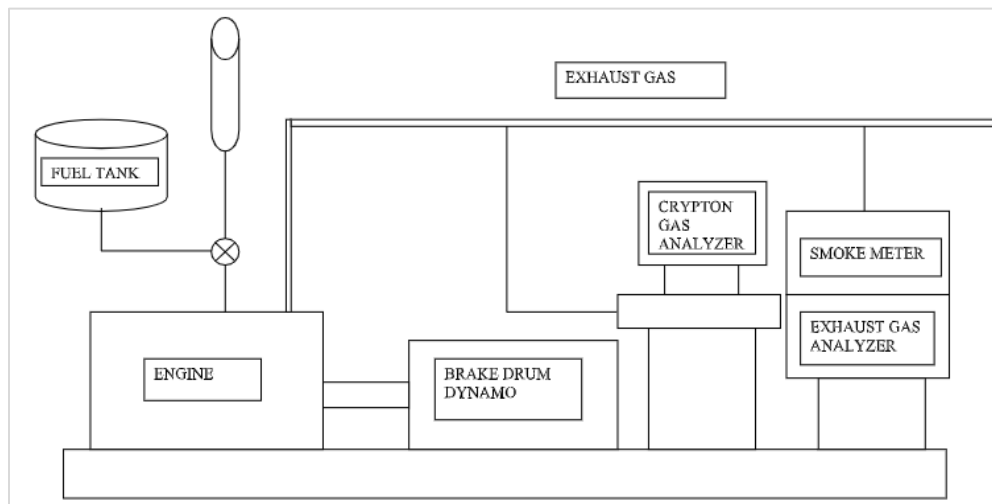 EXHAUST GAS
FUEL TANK
CRYPTON
GAS
ANALYZER
SMOKE METER
EXHAUST GAS
ANALYZER
ENGINE
BRAKE DRUM
DYNAMO